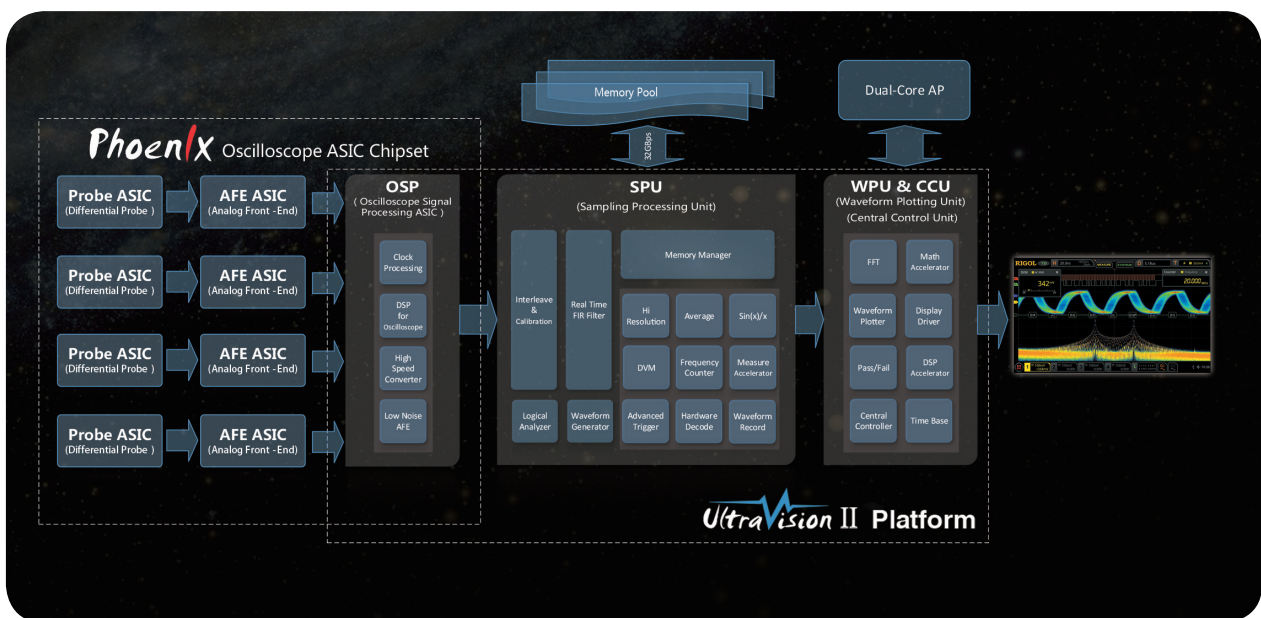 Memory Pool
Dual-Core AP
32GBps
PhoenIx Oscilloscope ASIC Chipset
Probe ASIC
(Differential Probe )
AFE ASIC
(Analog Front -End)
Probe ASIC
(Differential Probe )
AFE ASIC
(Analog Front -End)
Probe ASIC
(Differential Probe )
AFE ASIC
(Analog Front -End)
Probe ASIC
(Differential Probe )
AFE ASIC
(Analog Front -End)
OSP
( Oscilloscope Signal
Processing ASIC )
Clock
Processing
DSP
for
Oscilloscope
High
Speed
Converter
Low Noise
AFE
SPU
(Sampling Processing Unit)
Interleave
&
Calibration
Real Time
FIR Filter
Memory Manager
Hi
Resolution
Average
Sin(x)/x
DVM
Frequency
Counter
Measure
Accelerator
Logical
Analyzer
Waveform
Generator
Advanced
Trigger
Hardware
Decode
Waveform
Record
WPU & CCU
(Waveform Plotting Unit)
(Central Control Unit)
FFT
Math
Accelerator
Waveform
Plotter
Display
Driver
Pass/Fail
DSP
Accelerator
Central
Controller
Time Base
RIGOL
H
MEASURE
D
T
342
20.000
UltraVision II Platform